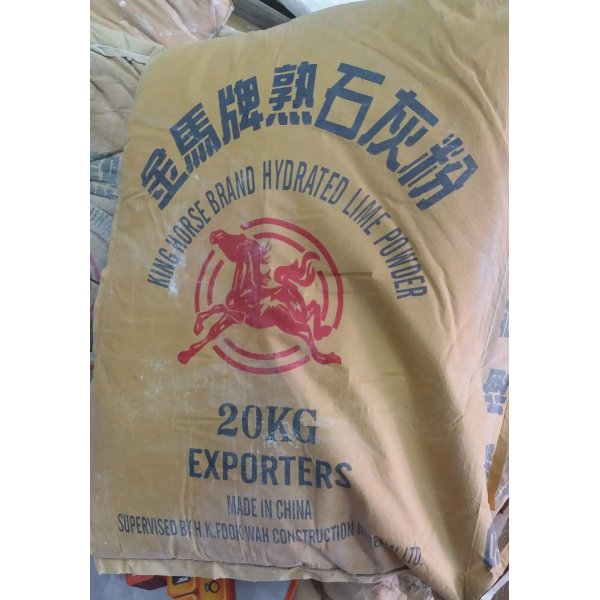 金馬牌熟石灰粉
KING HORSE BRAND HYDRATED LIME POWDER
20KG
EXPORTERS
MADE IN CHINA
SUPERVISED BY H.K.FOOK WAH CONSTRUCTION LTD.